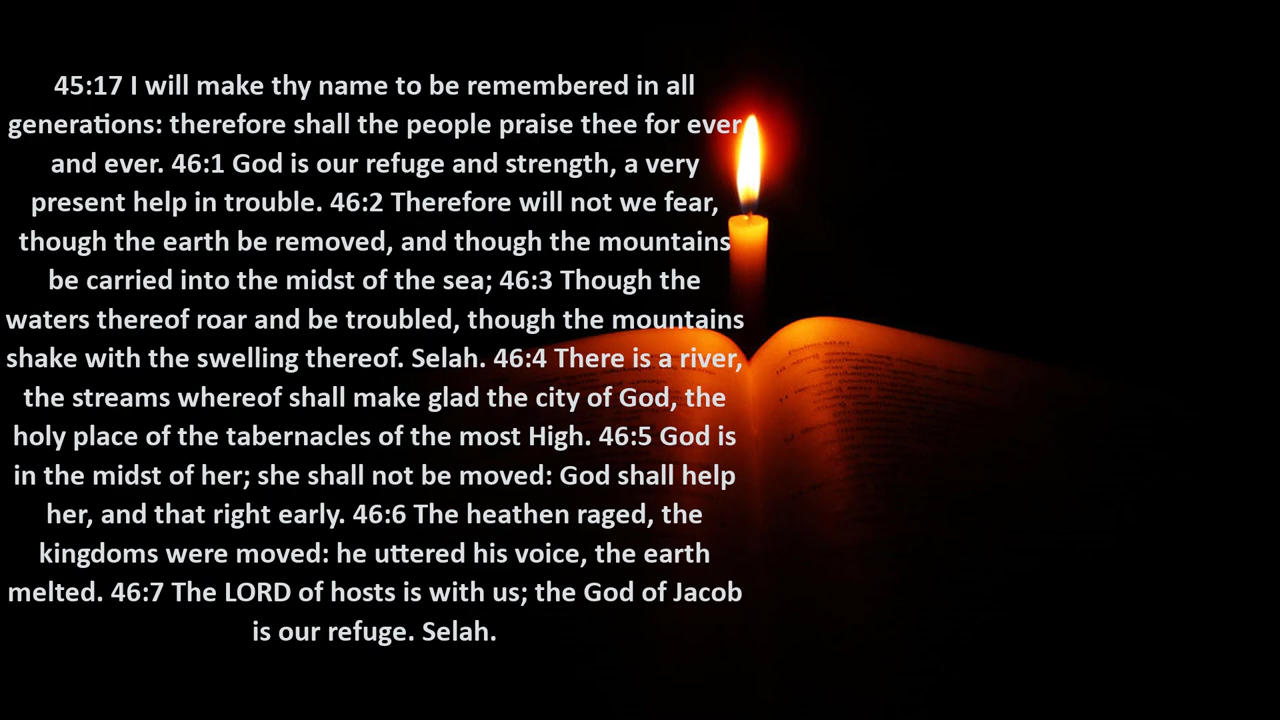 45:17 I will make thy name to be remembered in all
generations: therefore shall the people praise thee for ever
and ever. 46:1 God is our refuge and strength, a very
present help in trouble. 46:2 Therefore will not we fear,
though the earth be removed, and though the mountains
be carried into the midst of the sea; 46:3 Though the
waters thereof roar and be troubled, though the mountains
shake with the swelling thereof. Selah. 46:4 There is a river,
the streams whereof shall make glad the city of God, the
holy place of the tabernacles of the most High. 46:5 God is
in the midst of her; she shall not be moved: God shall help
her, and that right early. 46:6 The heathen raged, the
kingdoms were moved: he uttered his voice, the earth
melted. 46:7 The LORD of hosts is with us; the God of Jacob
is our refuge. Selah.